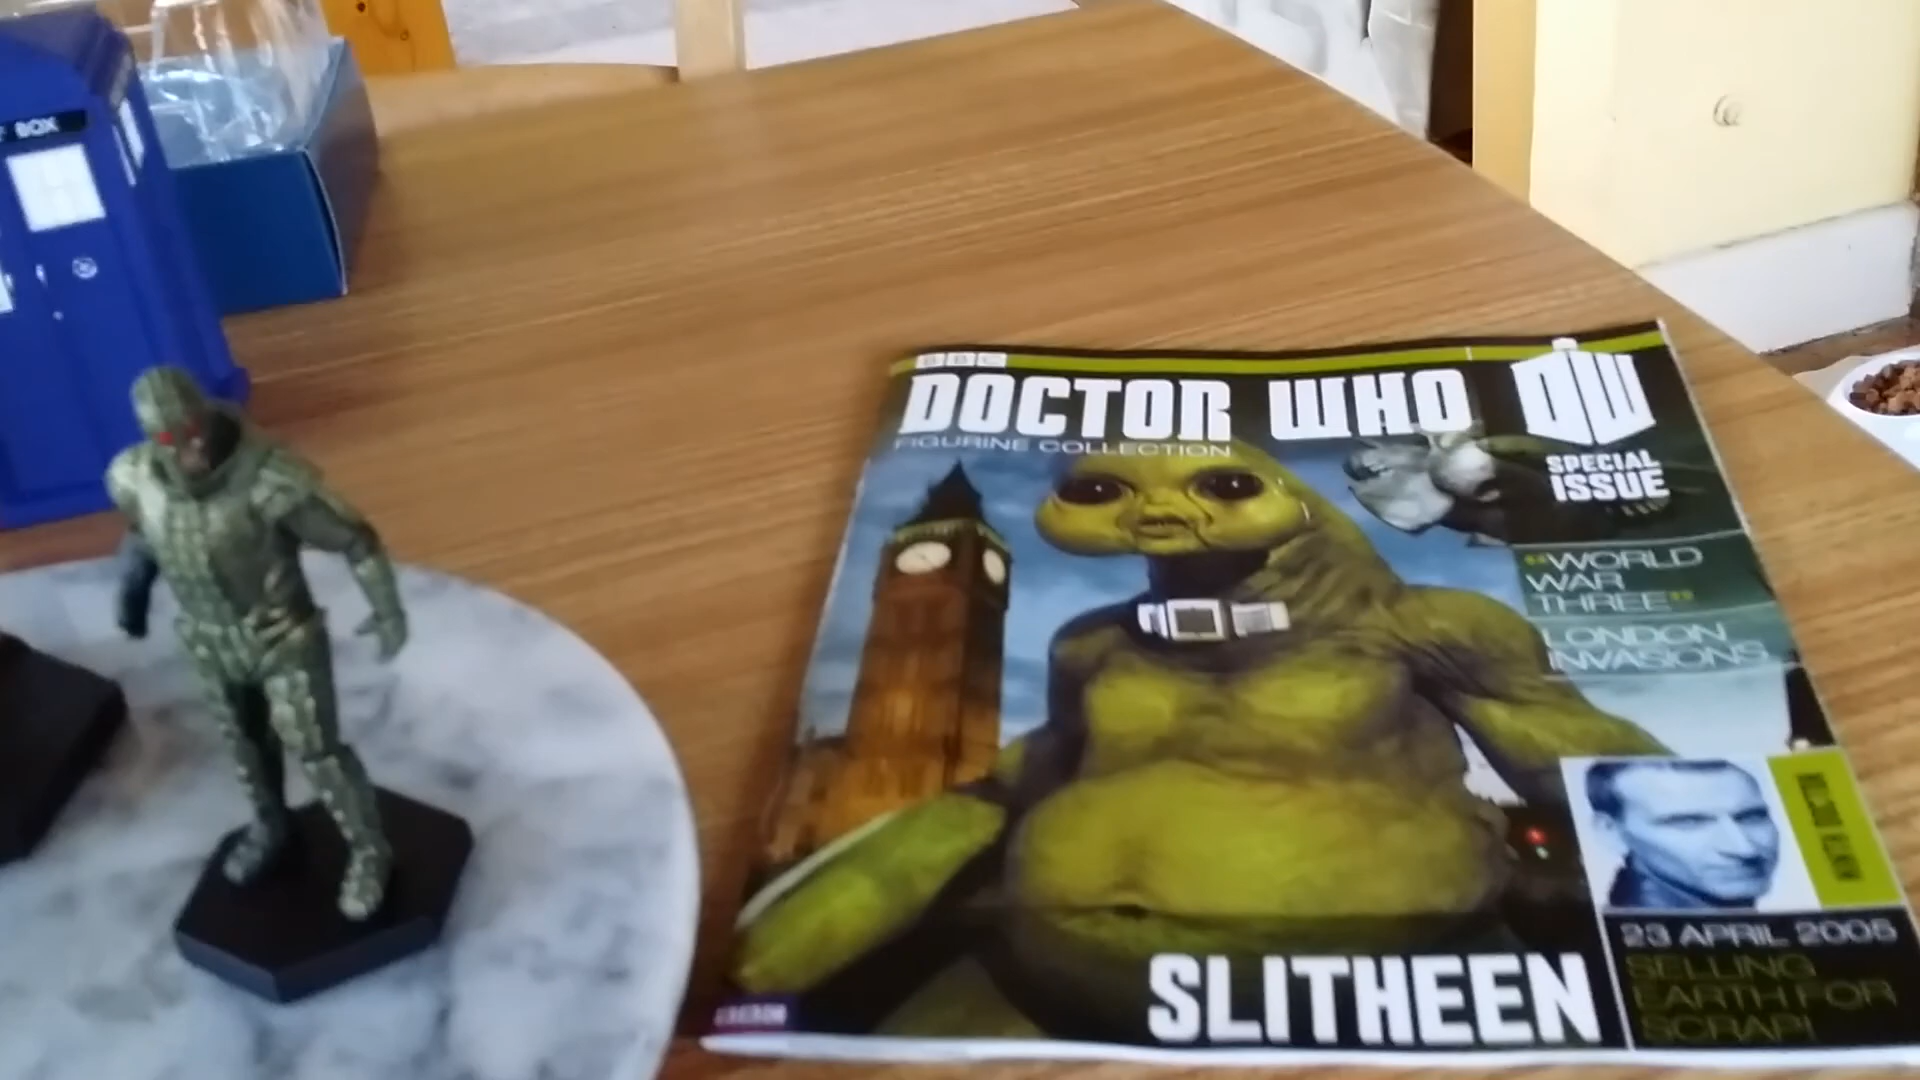 BOX
BBC
DOCTOR WHO
DW
FIGURINE COLLECTION
SPECIAL
ISSUE
"WORLD
WAR
THREE"
LONDON
INVASIONS
23 APRIL 2005
SELLING
EARTH FOR
SCRAP!
SLITHEEN